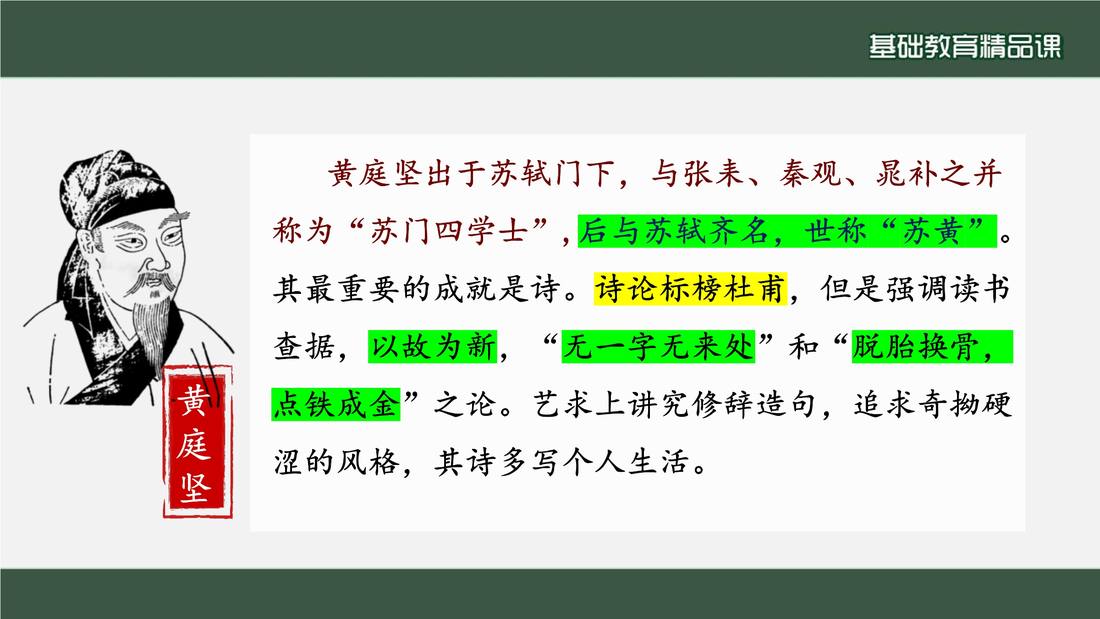 基础教育精品课
黄庭坚出于苏轼门下，与张耒、秦观、晁补之并
称为“苏门四学士”,后与苏轼齐名，世称“苏黄”。
其最重要的成就是诗。诗论标榜杜甫，但是强调读书
查据，以故为新，“无一字无来处”和“脱胎换骨，
点铁成金”之论。艺求上讲究修辞造句，追求奇拗硬
涩的风格，其诗多写个人生活。
黄庭坚